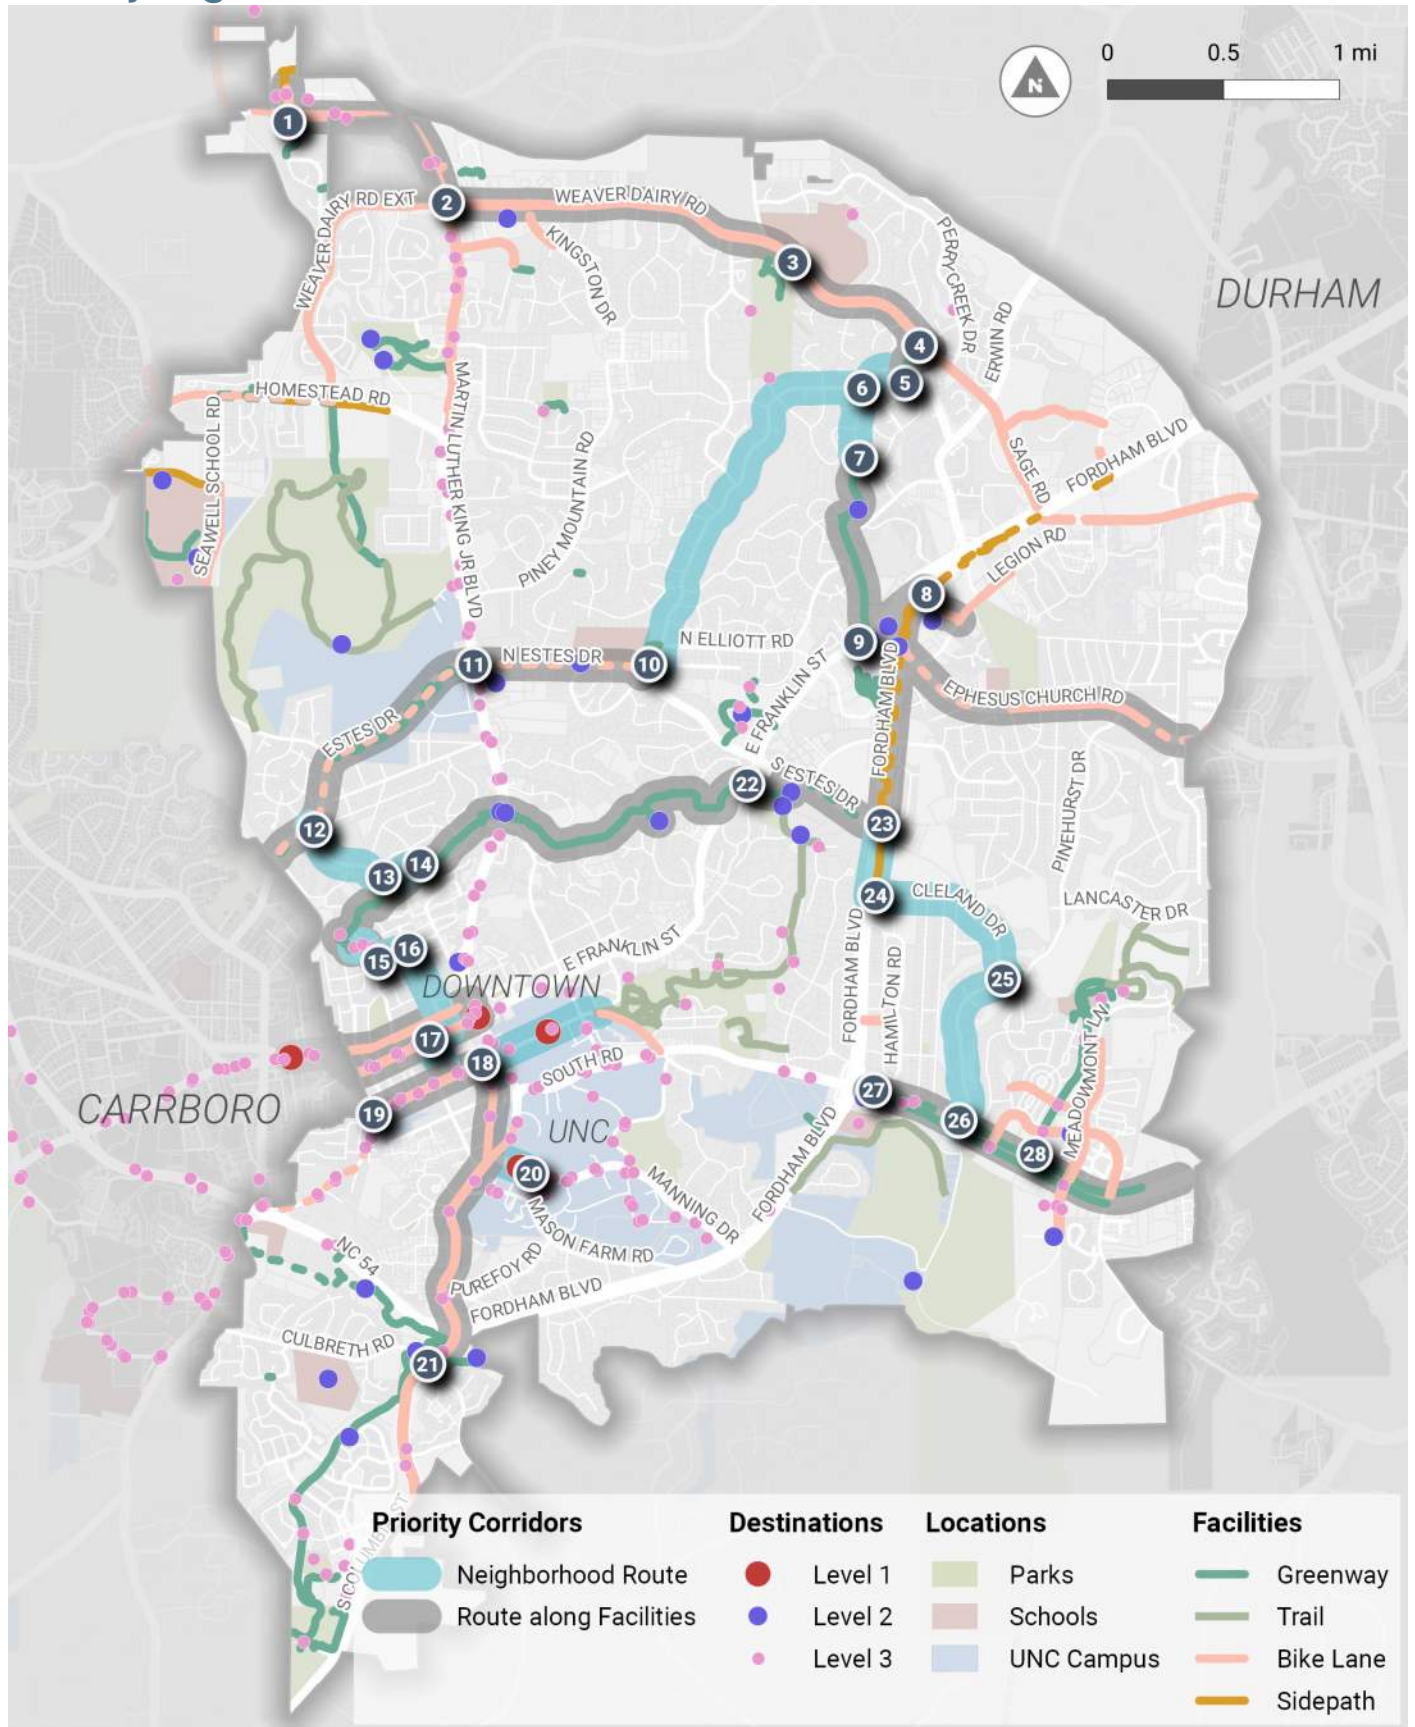 0 0.5 1 mi
N
1
WEAVER DAIRY RD EXT
2
WEAVER DAIRY RD
KINGSTON DR
3
PERRY CREEK DR
ERWIN RD
DURHAM
4
5
6
HOMESTEAD RD
SEAWELL SCHOOL RD
MARTIN LUTHER KING JR BLVD
PINEY MOUNTAIN RD
7
SAGE RD
FORDHAM BLVD
LEGION RD
8
9
N ELLIOTT RD
10
N ESTES DR
11
ESTES DR
E FRANKLIN ST
FORDHAM BLVD
EPHESUS CHURCH RD
S ESTES DR
22
23
PINEHURST DR
12
13
14
24
CLELAND DR
LANCASTER DR
15
16
E FRANKLIN ST
DOWNTOWN
FORDHAM BLVD
HAMILTON RD
25
MEADOWMONT LN
17
18
SOUTH RD
CARRBORO
19
UNC
27
26
28
20
MANNING DR
FORDHAM BLVD
MASON FARM RD
PUREFOY RD
NC 54
FORDHAM BLVD
CULBRETH RD
21
Priority Corridors
Neighborhood Route
Route along Facilities
Destinations
Level 1
Level 2
Level 3
Locations
Parks
Schools
UNC Campus
Facilities
Greenway
Trail
Bike Lane
Sidepath